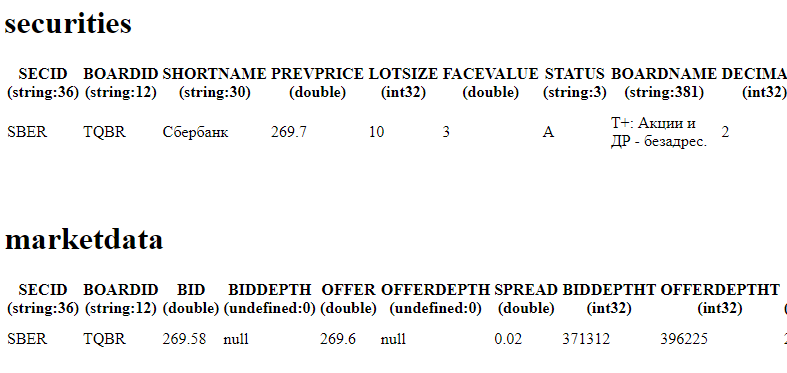 securities
SECID BOARDID SHORTNAME PREVPRICE LOTSIZE FACEVALUE STATUS BOARDNAME DECIMA
(string:36) (string:12) (string:30) (double) (int32) (double) (string:3) (string:381) (int32)
SBER TQBR Сбербанк 269.7 10 3 A Т+: Акции и ДР - безадрес. 2
marketdata
SECID BOARDID BID BIDDEPTH OFFER OFFERDEPTH SPREAD BIDDEPTHT OFFERDEPTHT
(string:36) (string:12) (double) (undefined:0) (double) (undefined:0) (double) (int32) (int32) (
SBER TQBR 269.58 null 269.6 null 0.02 371312 396225